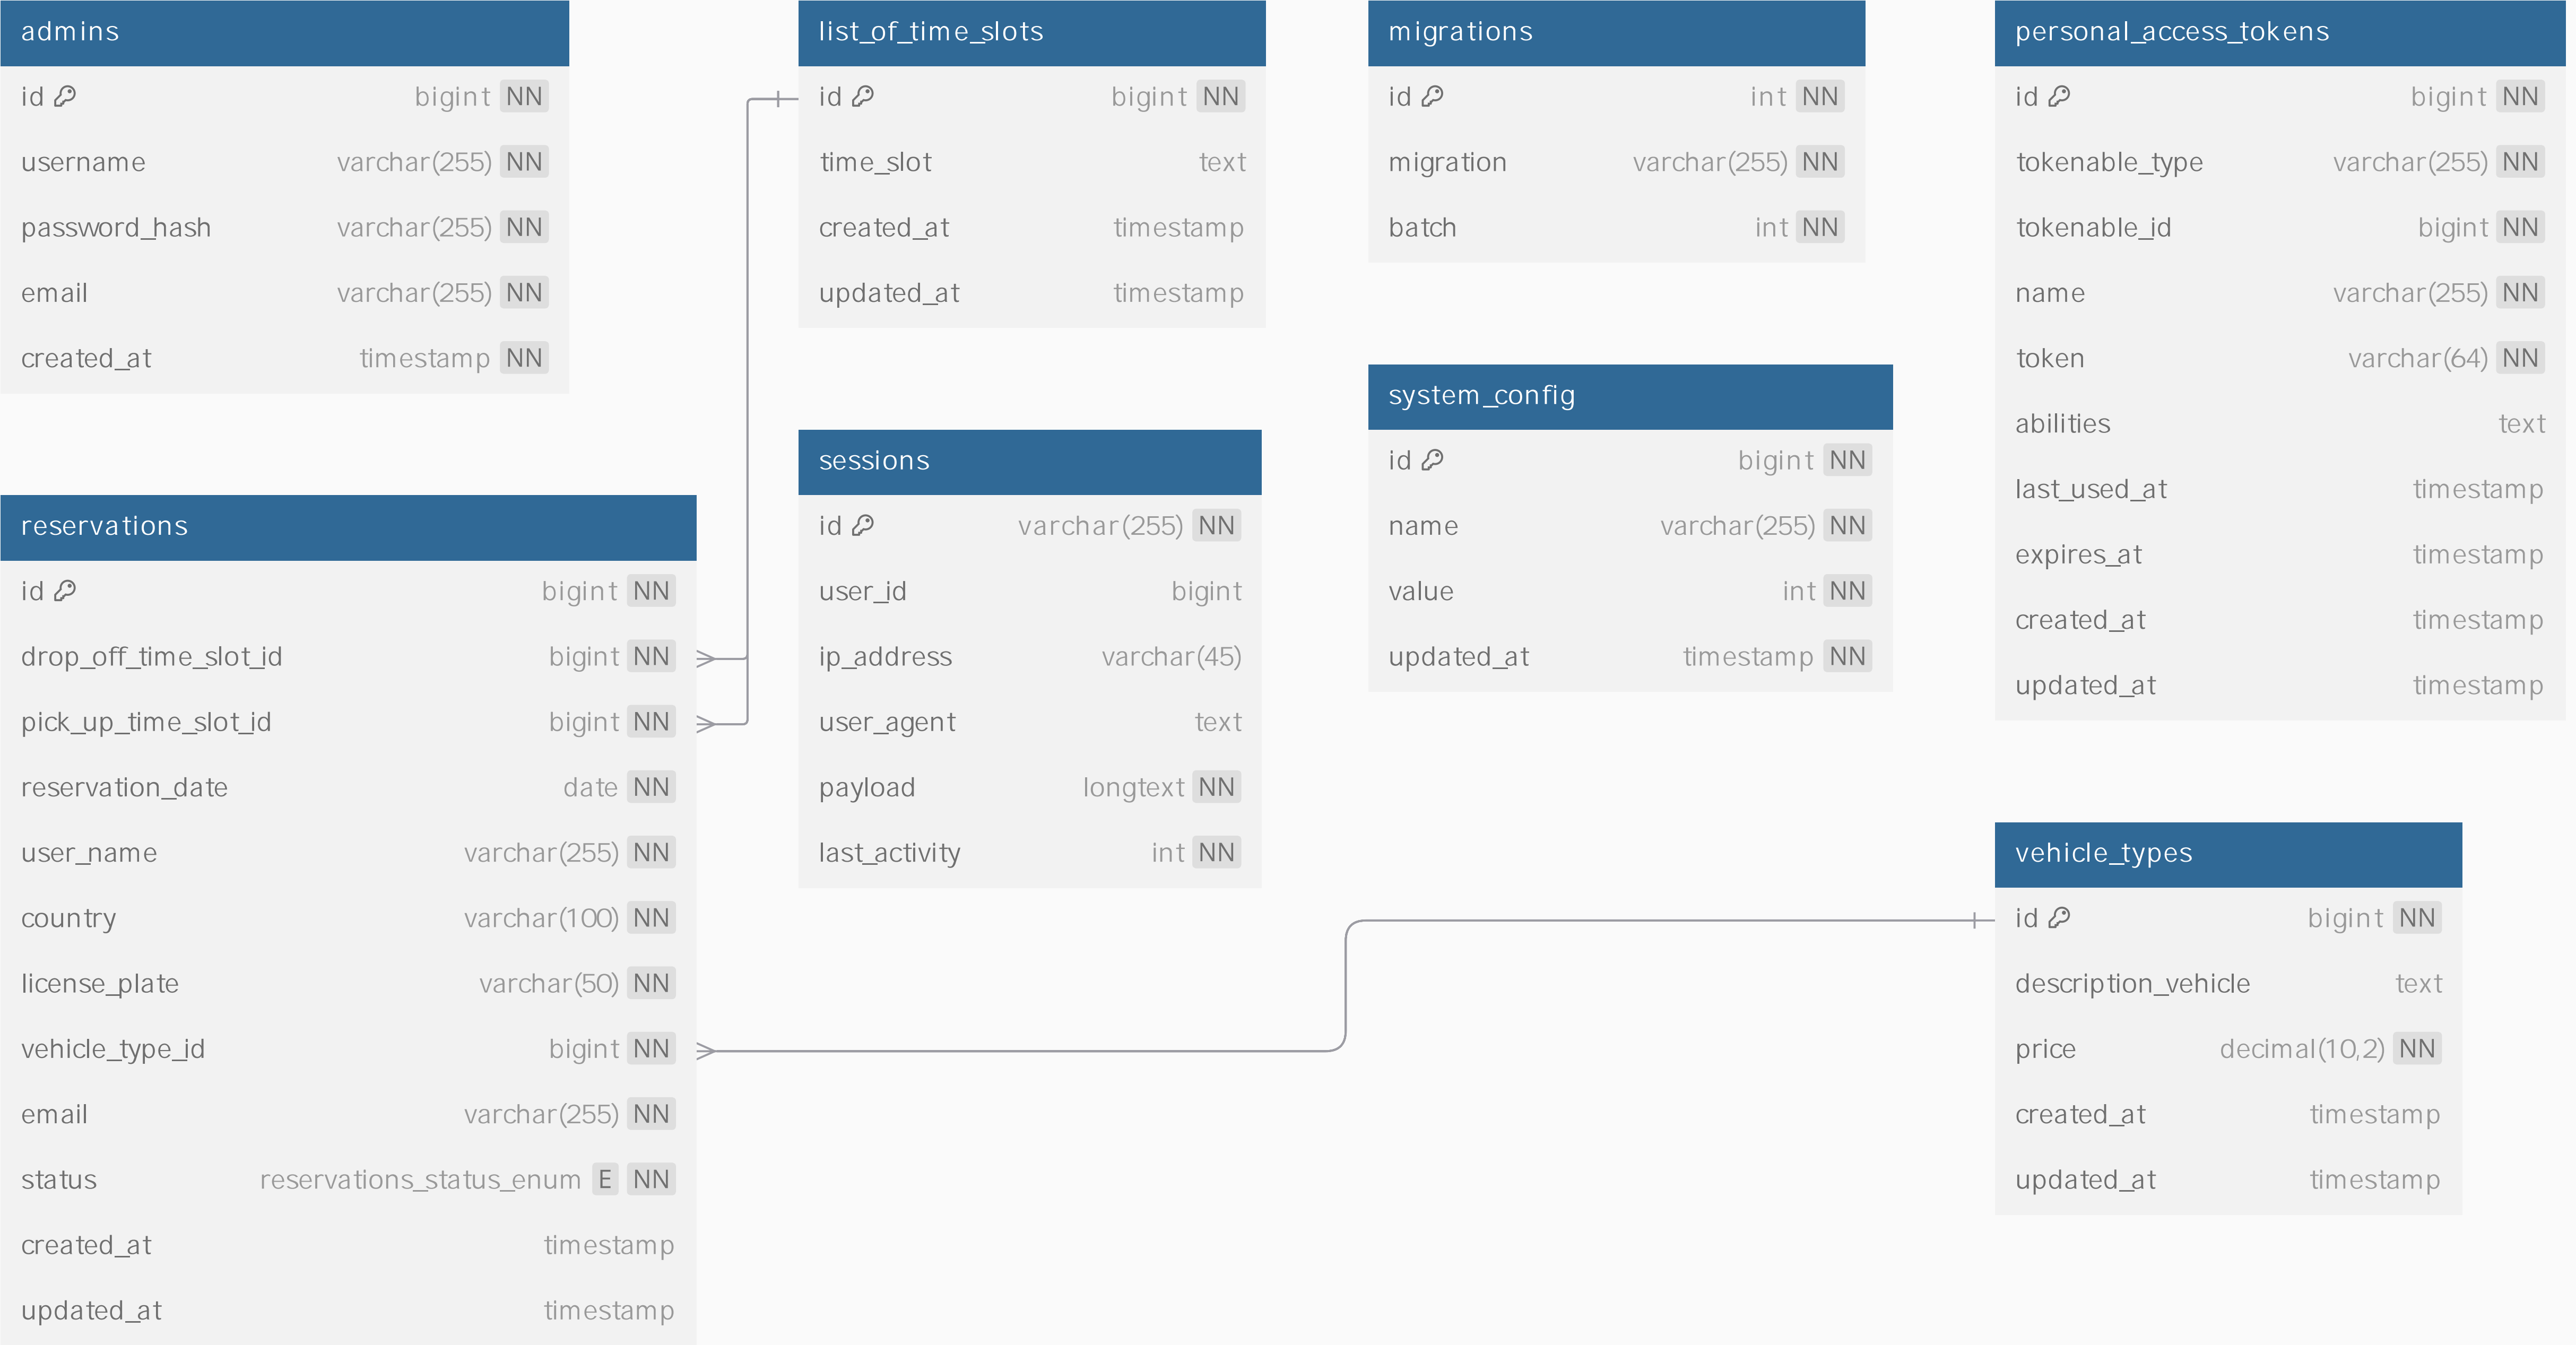 admins
id bigint NN
username varchar(255) NN
password_hash varchar(255) NN
email varchar(255) NN
created_at timestamp NN
list_of_time_slots
id bigint NN
time_slot text
created_at timestamp
updated_at timestamp
migrations
id int NN
migration varchar(255) NN
batch int NN
personal_access_tokens
id bigint NN
tokenable_type varchar(255) NN
tokenable_id bigint NN
name varchar(255) NN
token varchar(64) NN
abilities text
last_used_at timestamp
expires_at timestamp
created_at timestamp
updated_at timestamp
system_config
id bigint NN
name varchar(255) NN
value int NN
updated_at timestamp NN
sessions
id varchar(255) NN
user_id bigint
ip_address varchar(45)
user_agent text
payload longtext NN
last_activity int NN
reservations
id bigint NN
drop_off_time_slot_id bigint NN
pick_up_time_slot_id bigint NN
reservation_date date NN
user_name varchar(255) NN
country varchar(100) NN
license_plate varchar(50) NN
vehicle_type_id bigint NN
email varchar(255) NN
status reservations_status_enum E NN
created_at timestamp
updated_at timestamp
vehicle_types
id bigint NN
description_vehicle text
price decimal(10,2) NN
created_at timestamp
updated_at timestamp